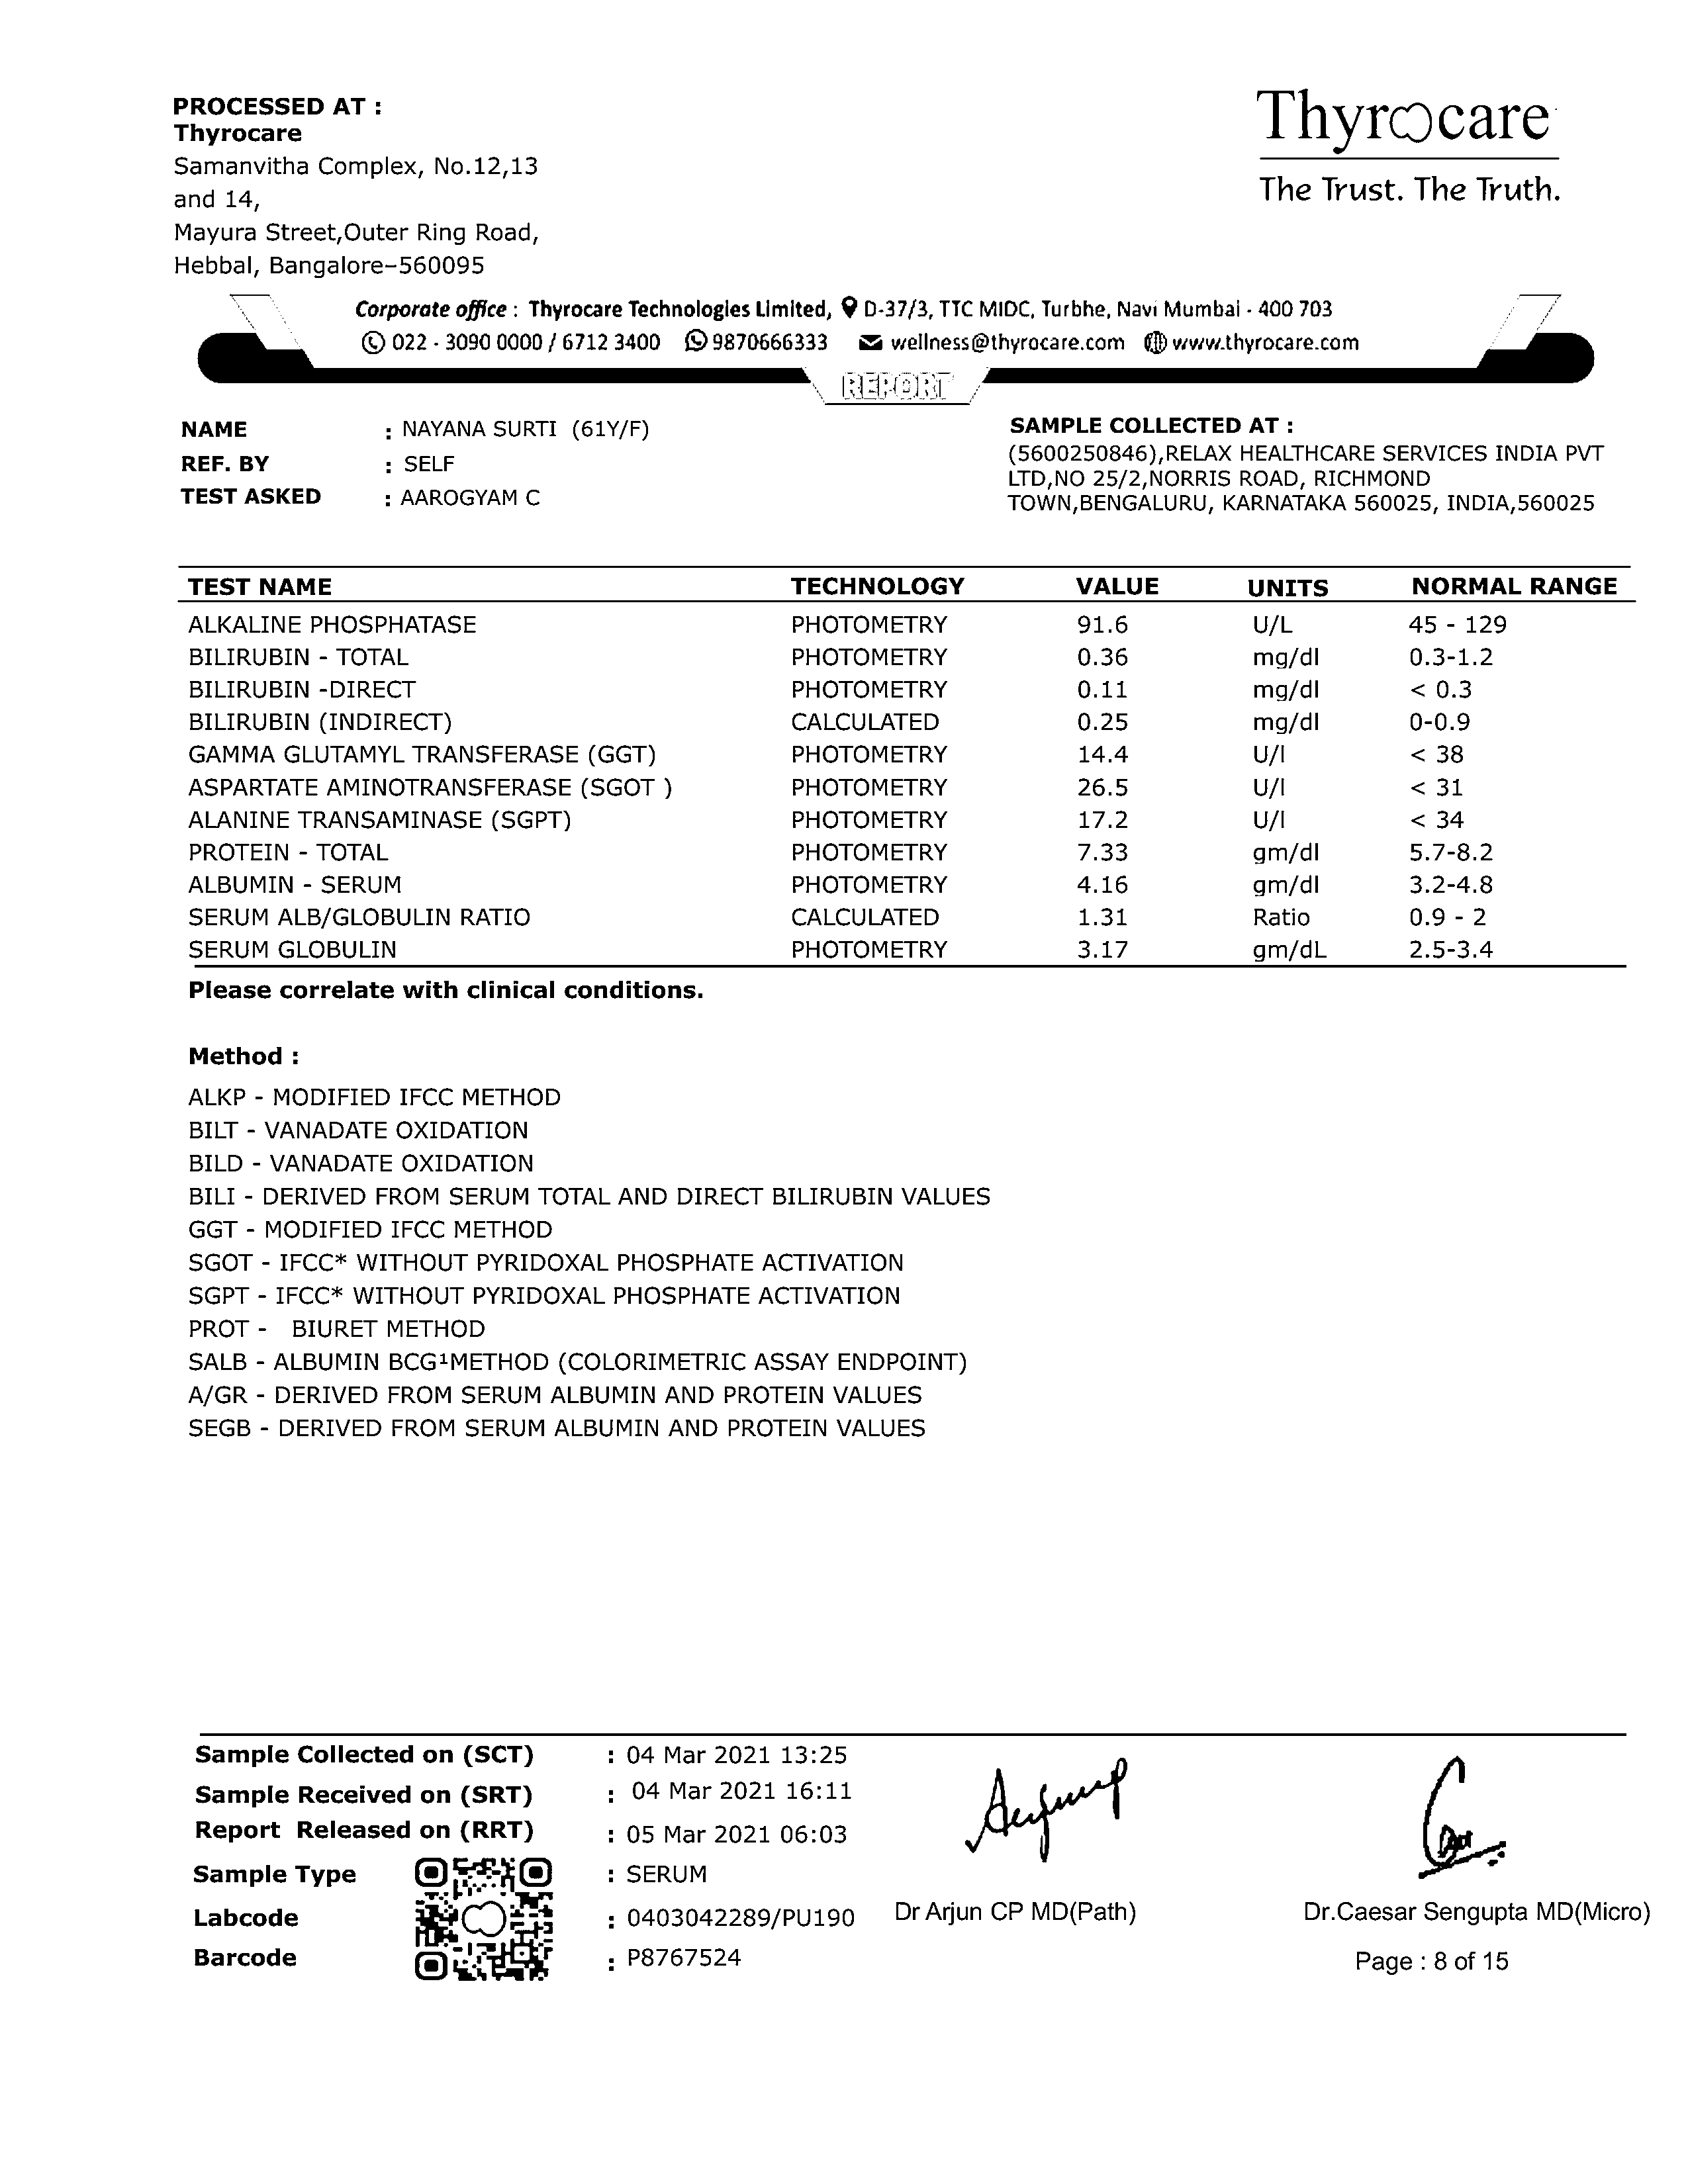 PROCESSED AT :
Thyrocare
Samanvitha Complex, No.12,13
and 14,
Mayura Street,Outer Ring Road,
Hebbal, Bangalore-560095
Thyrocare
The Trust. The Truth.
Corporate office : Thyrocare Technologies Limited, D-37/3, TTC MIDC, Turbhe, Navi Mumbai - 400 703
022 - 3090 0000 / 6712 3400 9870666333 wellness@thyrocare.com www.thyrocare.com
REPORT
NAME : NAYANA SURTI (61Y/F)
REF. BY : SELF
TEST ASKED : AAROGYAM C
SAMPLE COLLECTED AT :
(5600250846),RELAX HEALTHCARE SERVICES INDIA PVT
LTD,NO 25/2,NORRIS ROAD, RICHMOND
TOWN,BENGALURU, KARNATAKA 560025, INDIA,560025
TEST NAME TECHNOLOGY VALUE UNITS NORMAL RANGE
ALKALINE PHOSPHATASE PHOTOMETRY 91.6 U/L 45 - 129
BILIRUBIN - TOTAL PHOTOMETRY 0.36 mg/dl 0.3-1.2
BILIRUBIN -DIRECT PHOTOMETRY 0.11 mg/dl < 0.3
BILIRUBIN (INDIRECT) CALCULATED 0.25 mg/dl 0-0.9
GAMMA GLUTAMYL TRANSFERASE (GGT) PHOTOMETRY 14.4 U/l < 38
ASPARTATE AMINOTRANSFERASE (SGOT ) PHOTOMETRY 26.5 U/l < 31
ALANINE TRANSAMINASE (SGPT) PHOTOMETRY 17.2 U/l < 34
PROTEIN - TOTAL PHOTOMETRY 7.33 gm/dl 5.7-8.2
ALBUMIN - SERUM PHOTOMETRY 4.16 gm/dl 3.2-4.8
SERUM ALB/GLOBULIN RATIO CALCULATED 1.31 Ratio 0.9 - 2
SERUM GLOBULIN PHOTOMETRY 3.17 gm/dL 2.5-3.4
Please correlate with clinical conditions.
Method :
ALKP - MODIFIED IFCC METHOD
BILT - VANADATE OXIDATION
BILD - VANADATE OXIDATION
BILI - DERIVED FROM SERUM TOTAL AND DIRECT BILIRUBIN VALUES
GGT - MODIFIED IFCC METHOD
SGOT - IFCC* WITHOUT PYRIDOXAL PHOSPHATE ACTIVATION
SGPT - IFCC* WITHOUT PYRIDOXAL PHOSPHATE ACTIVATION
PROT - BIURET METHOD
SALB - ALBUMIN BCG¹METHOD (COLORIMETRIC ASSAY ENDPOINT)
A/GR - DERIVED FROM SERUM ALBUMIN AND PROTEIN VALUES
SEGB - DERIVED FROM SERUM ALBUMIN AND PROTEIN VALUES
Sample Collected on (SCT) : 04 Mar 2021 13:25
Sample Received on (SRT) : 04 Mar 2021 16:11
Report Released on (RRT) : 05 Mar 2021 06:03
Sample Type : SERUM
Labcode : 0403042289/PU190
Barcode : P8767524
Dr Arjun CP MD(Path)
Dr.Caesar Sengupta MD(Micro)
Page : 8 of 15